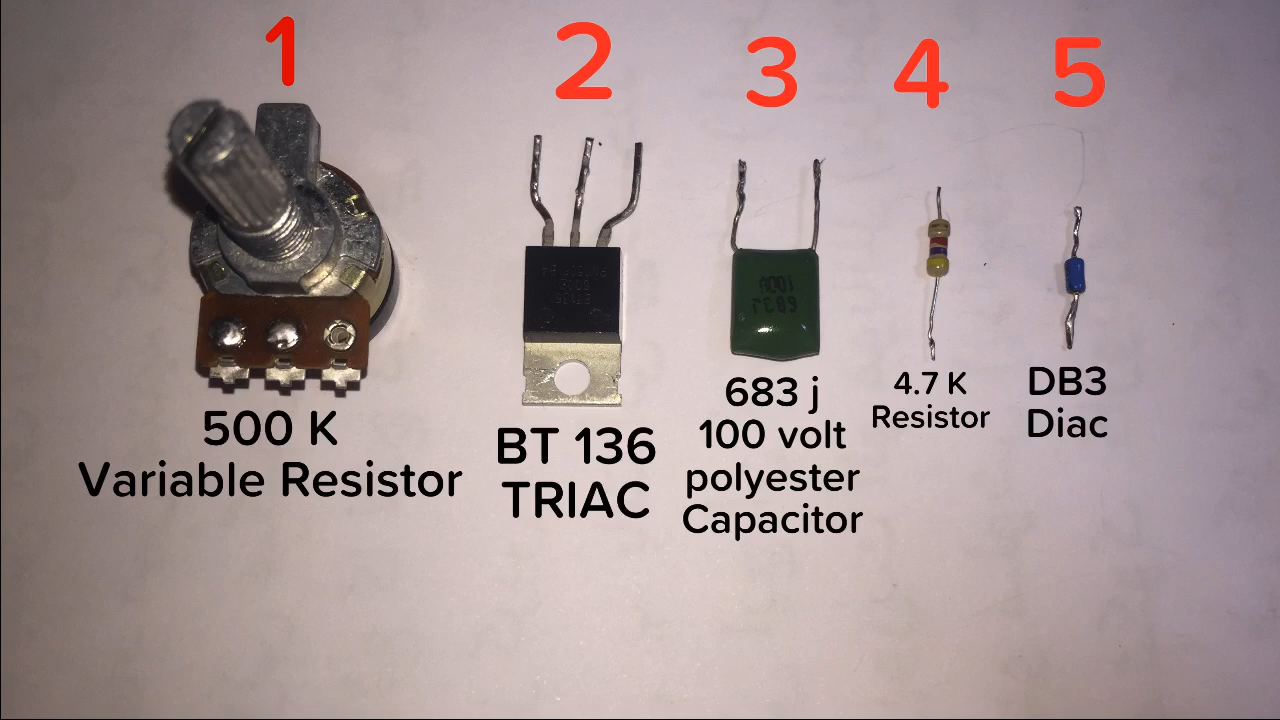 1
2
3
4
5
500 K
Variable Resistor
BT 136
TRIAC
683 j
100 volt
polyester
Capacitor
4.7 K
Resistor
DB3
Diac